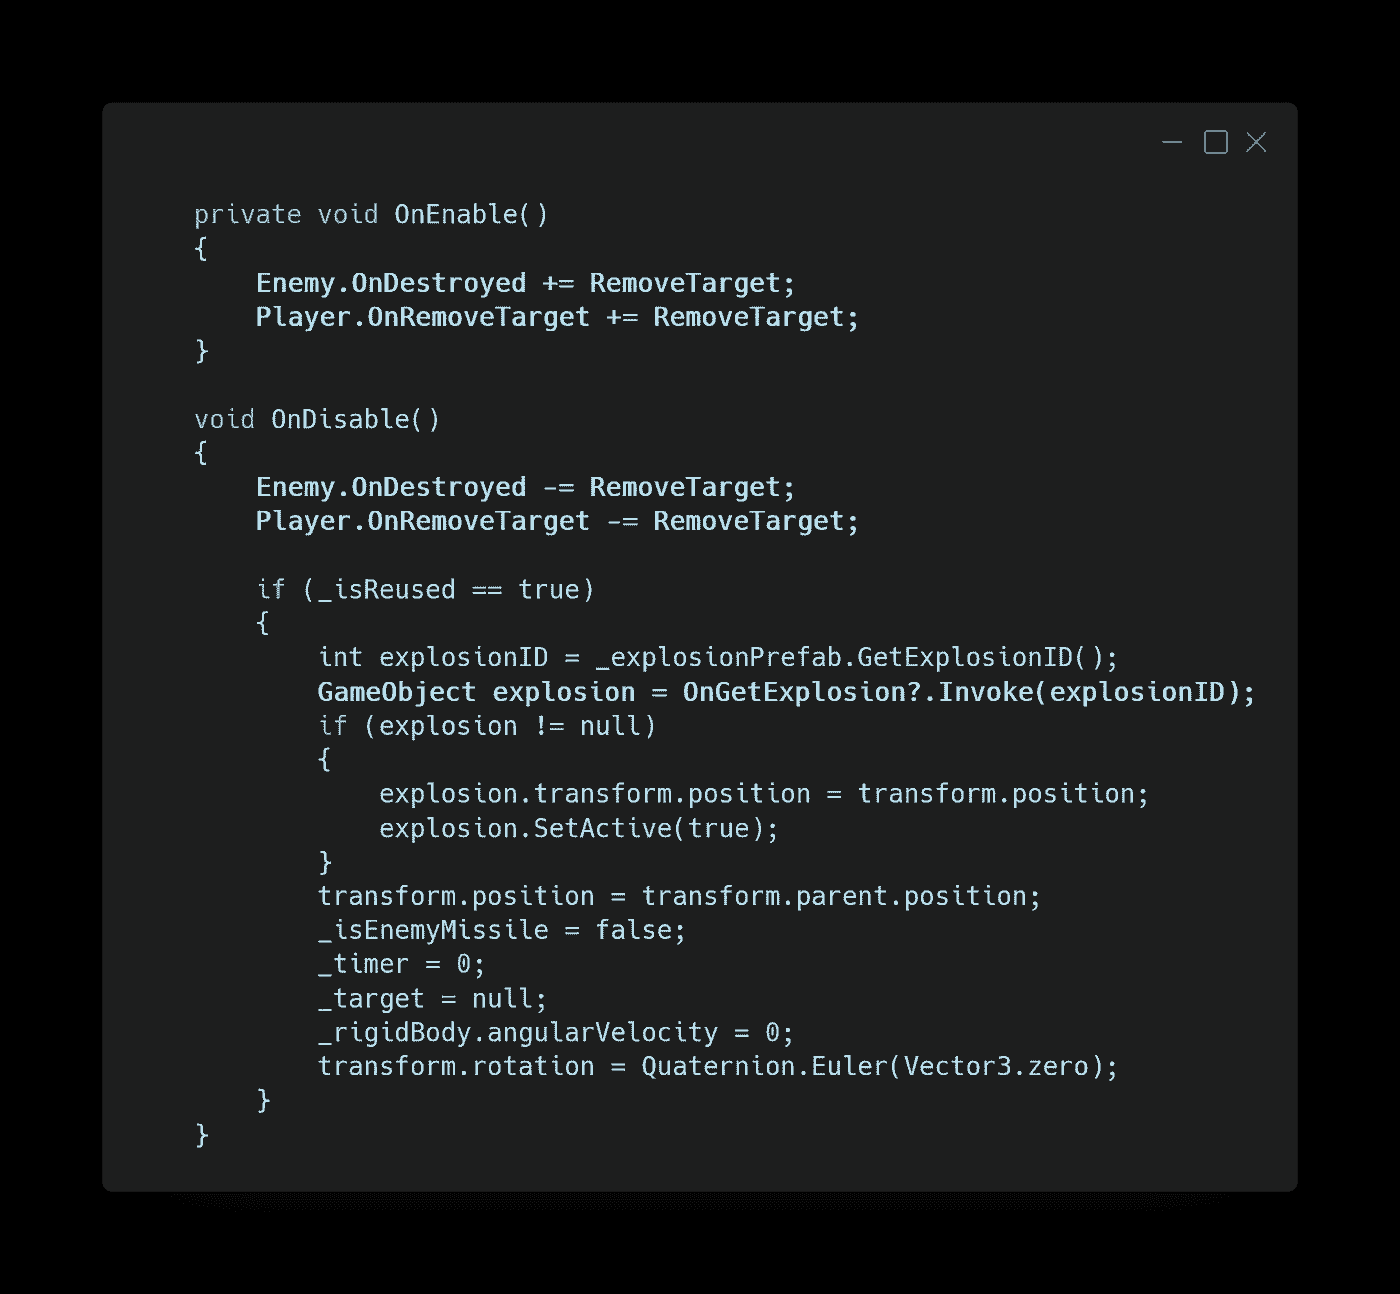 private void OnEnable()
{
    Enemy.OnDestroyed += RemoveTarget;
    Player.OnRemoveTarget += RemoveTarget;
}

void OnDisable()
{
    Enemy.OnDestroyed -= RemoveTarget;
    Player.OnRemoveTarget -= RemoveTarget;

    if (_isReused == true)
    {
        int explosionID = _explosionPrefab.GetExplosionID();
        GameObject explosion = OnGetExplosion?.Invoke(explosionID);
        if (explosion != null)
        {
            explosion.transform.position = transform.position;
            explosion.SetActive(true);
        }
        transform.position = transform.parent.position;
        _isEnemyMissile = false;
        _timer = 0;
        _target = null;
        _rigidBody.angularVelocity = 0;
        transform.rotation = Quaternion.Euler(Vector3.zero);
    }
}